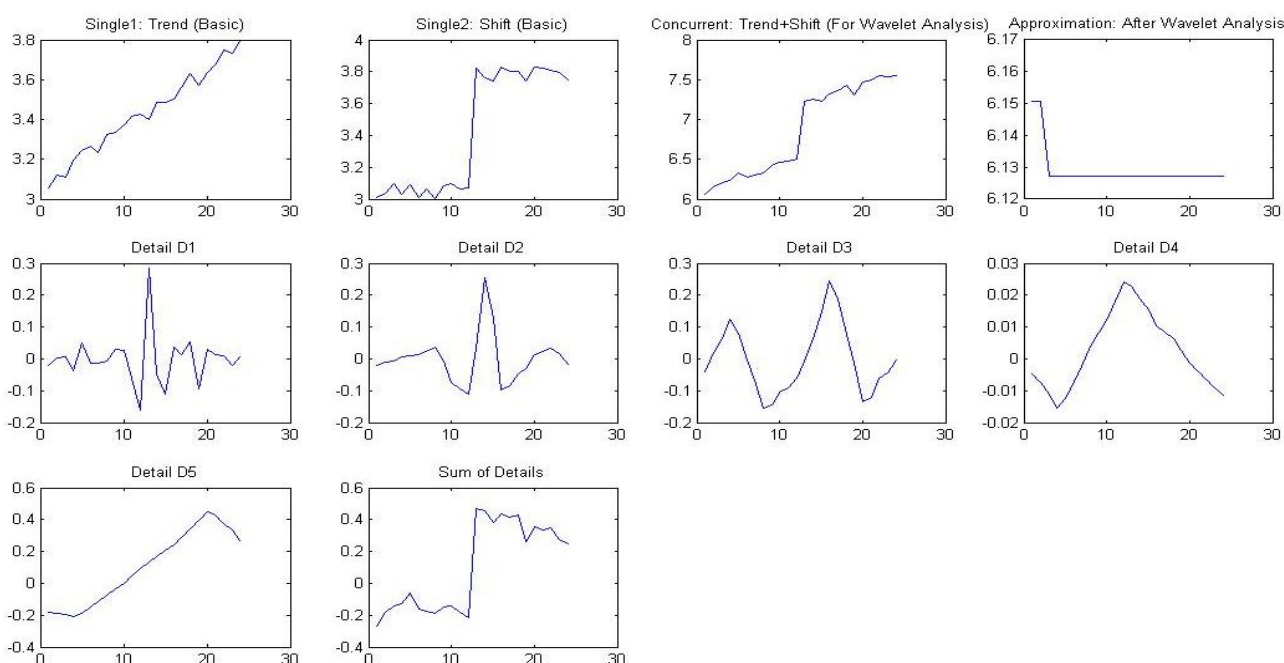 Single1: Trend (Basic)
Single2: Shift (Basic)
Concurrent: Trend+Shift (For Wavelet Analysis)
Approximation: After Wavelet Analysis
3.8
3.6
3.4
3.2
3
0 10 20 30
4
3.8
3.6
3.4
3.2
3
0 10 20 30
8
7.5
7
6.5
6
0 10 20 30
6.17
6.16
6.15
6.14
6.13
6.12
0 10 20 30
Detail D1
Detail D2
Detail D3
Detail D4
0.3
0.2
0.1
0
-0.1
-0.2
0 10 20 30
0.3
0.2
0.1
0
-0.1
-0.2
0 10 20 30
0.3
0.2
0.1
0
-0.1
-0.2
0 10 20 30
0.03
0.02
0.01
0
-0.01
-0.02
0 10 20 30
Detail D5
Sum of Details
0.6
0.4
0.2
0
-0.2
-0.4
0 10 20 30
0.6
0.4
0.2
0
-0.2
-0.4
0 10 20 30